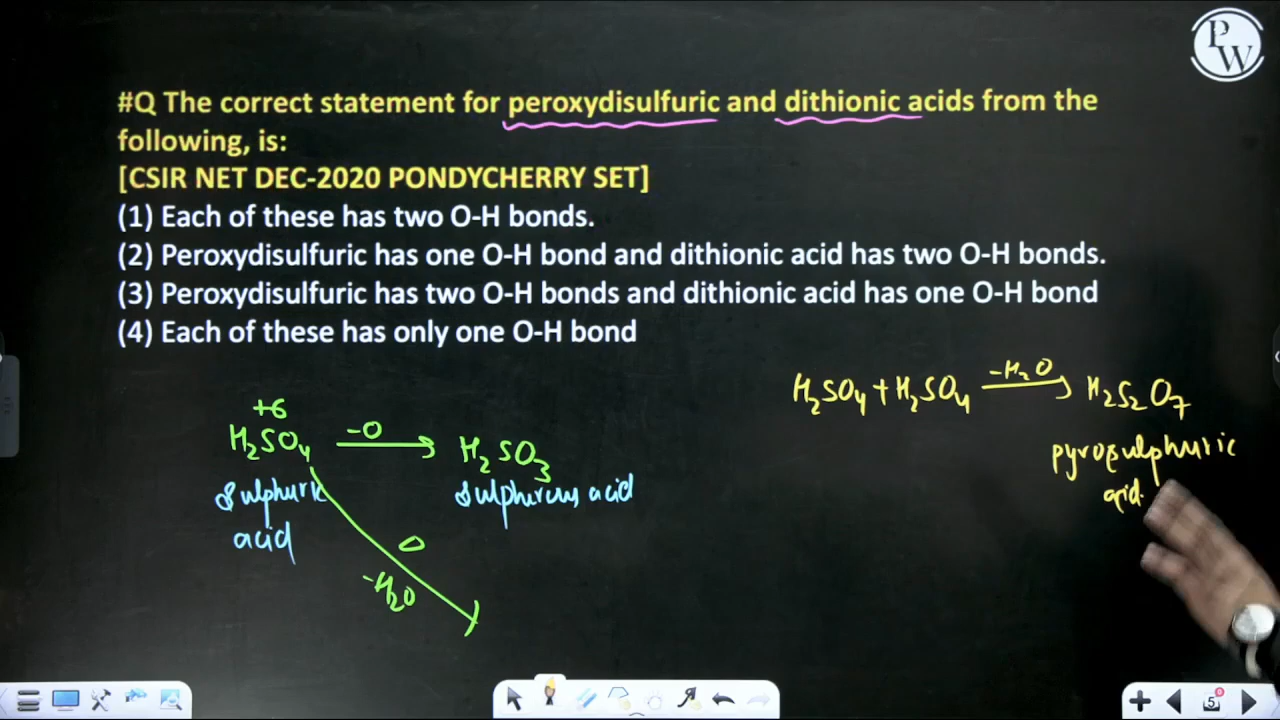 PW
#Q The correct statement for peroxydisulfuric and dithionic acids from the
following, is:
[CSIR NET DEC-2020 PONDYCHERRY SET]
(1) Each of these has two O-H bonds.
(2) Peroxydisulfuric has one O-H bond and dithionic acid has two O-H bonds.
(3) Peroxydisulfuric has two O-H bonds and dithionic acid has one O-H bond
(4) Each of these has only one O-H bond
H₂SO₄ + H₂SO₄ -H₂O → H₂S₂O₇
pyrosulphuric
acid.
+6
H₂SO₄ -O → H₂SO₃
Sulphuric
acid
Sulphurous acid
-H₂O
5
0